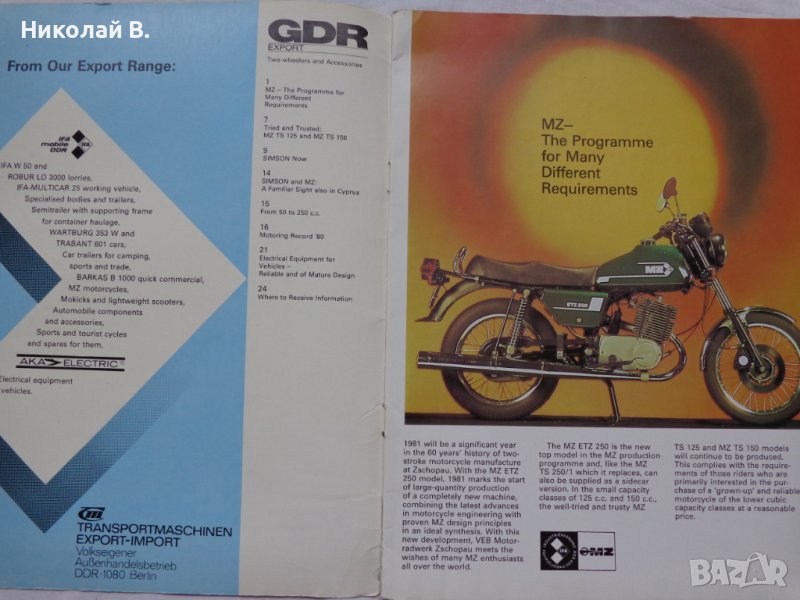 Николай В.
From Our Export Range:
IFA
mobile
DDR
IFA
IFA W 50 and
ROBUR LO 3000 lorries,
IFA-MULTICAR 25 working vehicle,
Specialised bodies and trailers,
Semitrailer with supporting frame
for container haulage,
WARTBURG 353 W and
TRABANT 601 cars,
Car trailers for camping,
sports and trade,
BARKAS B 1000 quick commercial,
MZ motorcycles,
Mokicks and lightweight scooters,
Automobile components
and accessories,
Sports and tourist cycles
and spares for them,
AKA ELECTRIC
Electrical equipment
vehicles.
TRANSPORTMASCHINEN
EXPORT-IMPORT
Volkseigener
Außenhandelsbetrieb
DDR-1080 Berlin
GDR
EXPORT
Two-wheelers and Accessories
1
MZ – The Programme for
Many Different
Requirements
7
Tried and Trusted:
MZ TS 125 and MZ TS 150
9
SIMSON Now
14
SIMSON and MZ:
A Familiar Sight also in Cyprus
15
From 50 to 250 c.c.
16
Motoring Record '80
21
Electrical Equipment for
Vehicles –
Reliable and of Mature Design
24
Where to Receive Information
MZ–
The Programme
for Many
Different
Requirements
MZ
ETZ 250
1981 will be a significant year
in the 60 years' history of two-
stroke motorcycle manufacture
at Zschopau. With the MZ ETZ
250 model, 1981 marks the start
of large-quantity production
of a completely new machine,
combining the latest advances
in motorcycle engineering with
proven MZ design principles
in an ideal synthesis. With this
new development, VEB Motor-
radwerk Zschopau meets the
wishes of many MZ enthusiasts
all over the world.
The MZ ETZ 250 is the new
top model in the MZ production
programme and, like the MZ
TS 250/1 which it replaces, can
also be supplied as a sidecar
version. In the small capacity
classes of 125 c.c. and 150 c.c.,
the well-tried and trusty MZ
TS 125 and MZ TS 150 models
will continue to be produced.
This complies with the require-
ments of those riders who are
primarily interested in the pur-
chase of a 'grown-up' and reliable
motorcycle of the lower cubic
capacity classes at a reasonable
price.
IFA
MZ
BAZAR